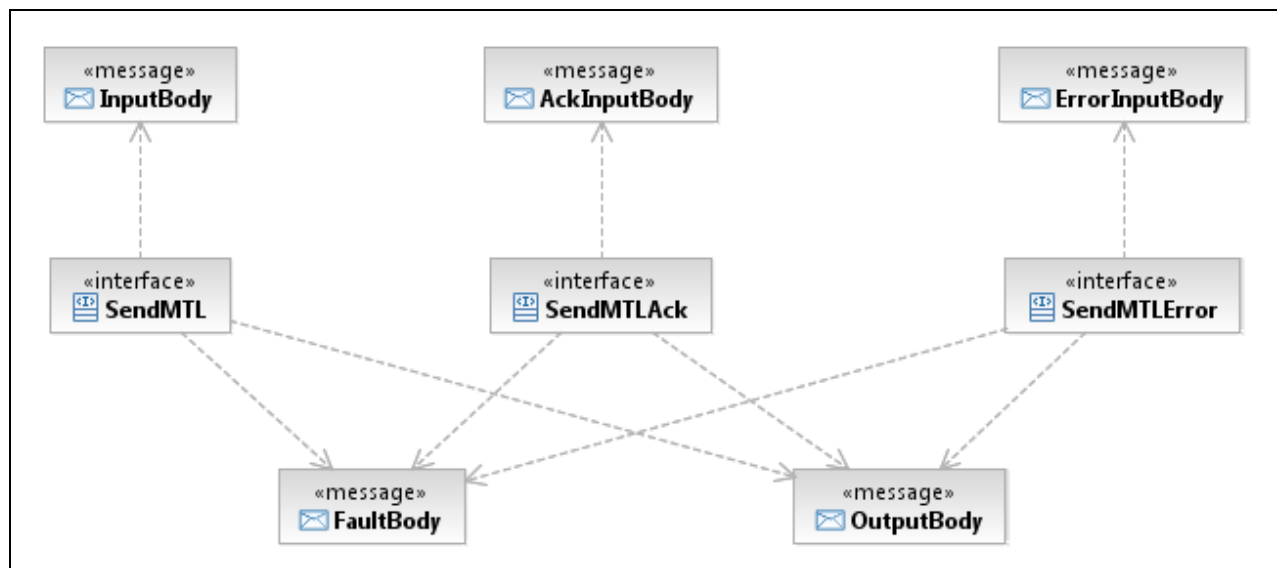 «message»
InputBody
«message»
AckInputBody
«message»
ErrorInputBody
«interface»
SendMTL
«interface»
SendMTLAck
«interface»
SendMTLError
«message»
FaultBody
«message»
OutputBody